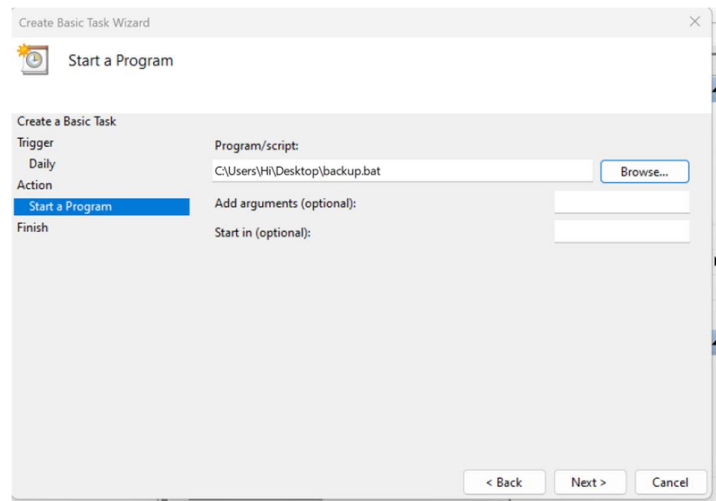 Create Basic Task Wizard
Start a Program
Create a Basic Task
Trigger
Daily
Action
Start a Program
Finish
Program/script:
C:\Users\Hi\Desktop\backup.bat
Browse...
Add arguments (optional):
Start in (optional):
< Back
Next >
Cancel